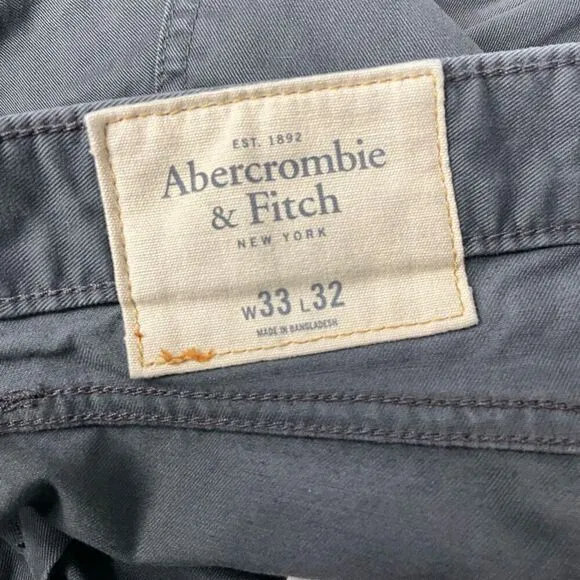 EST. 1892
Abercrombie
& Fitch
NEW YORK
W33 L32
MADE IN BANGLADESH